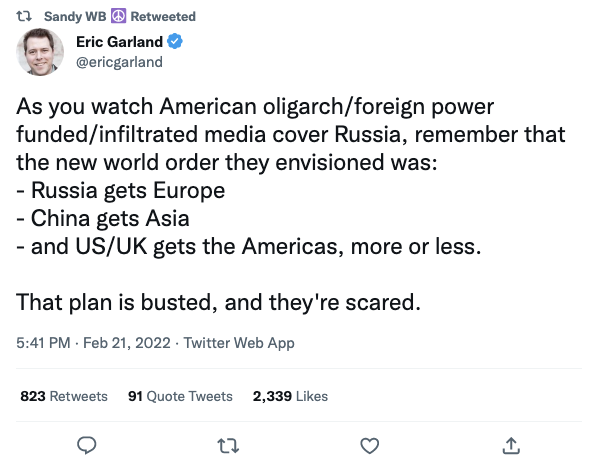 Sandy WB ☮ Retweeted
Eric Garland
@ericgarland
As you watch American oligarch/foreign power
funded/infiltrated media cover Russia, remember that
the new world order they envisioned was:
- Russia gets Europe
- China gets Asia
- and US/UK gets the Americas, more or less.
That plan is busted, and they're scared.
5:41 PM · Feb 21, 2022 · Twitter Web App
823 Retweets 91 Quote Tweets 2,339 Likes